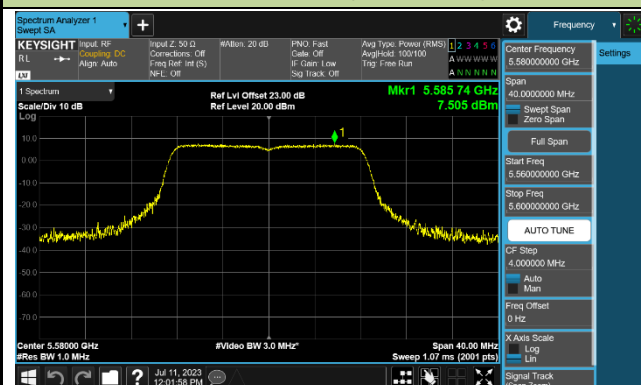 Spectrum Analyzer 1
Swept SA
Frequency
KEYSIGHT
RL
LXI
Input: RF
Coupling: DC
Align: Auto
Input Z: 50 Ω
Corrections: Off
Freq Ref: Int (S)
NFE: Off
#Atten: 20 dB
PNO: Fast
Gate: Off
IF Gain: Low
Sig Track: Off
Avg Type: Power (RMS)
Avg|Hold: 100/100
Trig: Free Run
1 2 3 4 5 6
A W W W W W
A N N N N N
1 Spectrum
Scale/Div 10 dB
Log
Ref Lvl Offset 23.00 dB
Ref Level 20.00 dBm
Mkr1 5.585 74 GHz
7.505 dBm
1
10.0
0.00
-10.0
-20.0
-30.0
-40.0
-50.0
-60.0
-70.0
Center 5.58000 GHz
#Res BW 1.0 MHz
#Video BW 3.0 MHz*
Span 40.00 MHz
Sweep 1.07 ms (2001 pts)
Jul 11, 2023
12:01:58 PM
Center Frequency
5.580000000 GHz
Span
40.0000000 MHz
Swept Span
Zero Span
Full Span
Start Freq
5.560000000 GHz
Stop Freq
5.600000000 GHz
AUTO TUNE
CF Step
4.000000 MHz
Auto
Man
Freq Offset
0 Hz
X Axis Scale
Log
Lin
Signal Track
(Span Zoom)
Settings